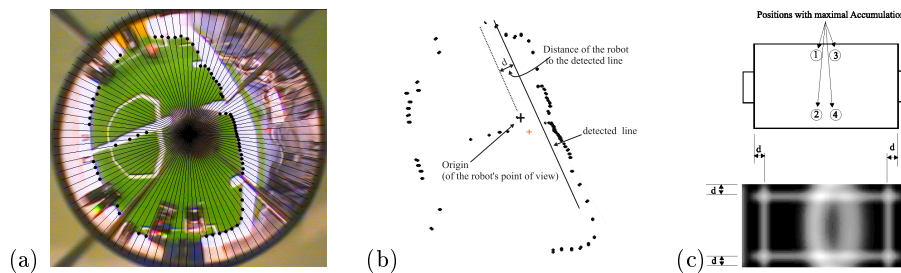 (a)
(b)
d
Distance of the robot
to the detected line
detected line
Origin
(of the robot's point of view)
(c)
Positions with maximal Accumulation
1
3
2
4
d
d
d
d